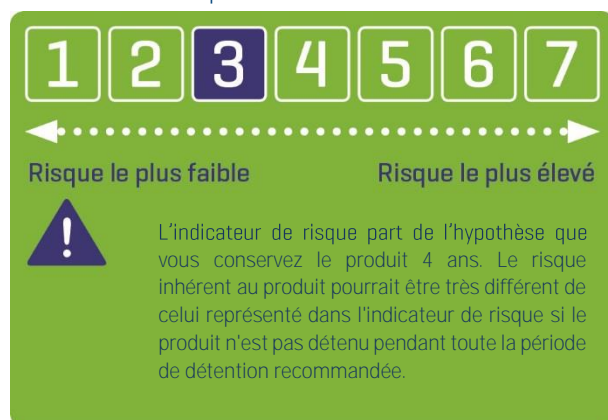 1 2 3 4 5 6 7
Risque le plus faible Risque le plus élevé
!
L'indicateur de risque part de l'hypothèse que
vous conservez le produit 4 ans. Le risque
inhérent au produit pourrait être très différent de
celui représenté dans l'indicateur de risque si le
produit n'est pas détenu pendant toute la période
de détention recommandée.